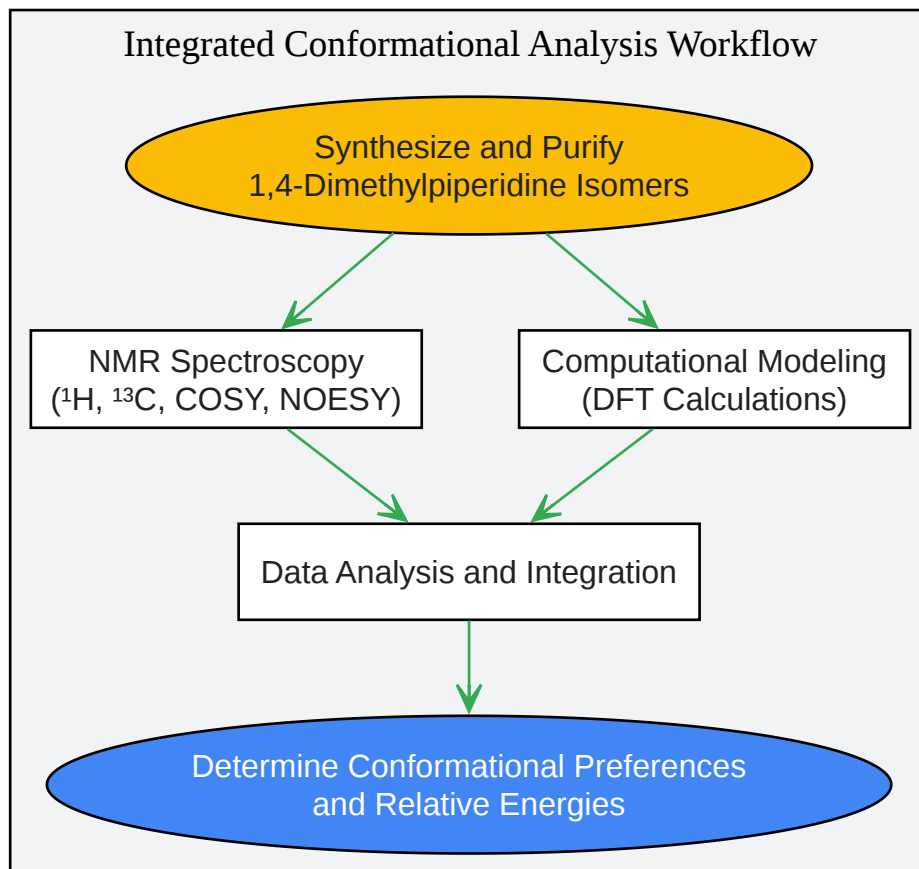 Integrated Conformational Analysis Workflow
Synthesize and Purify
1,4-Dimethylpiperidine Isomers
NMR Spectroscopy
(¹H, ¹³C, COSY, NOESY)
Computational Modeling
(DFT Calculations)
Data Analysis and Integration
Determine Conformational Preferences
and Relative Energies